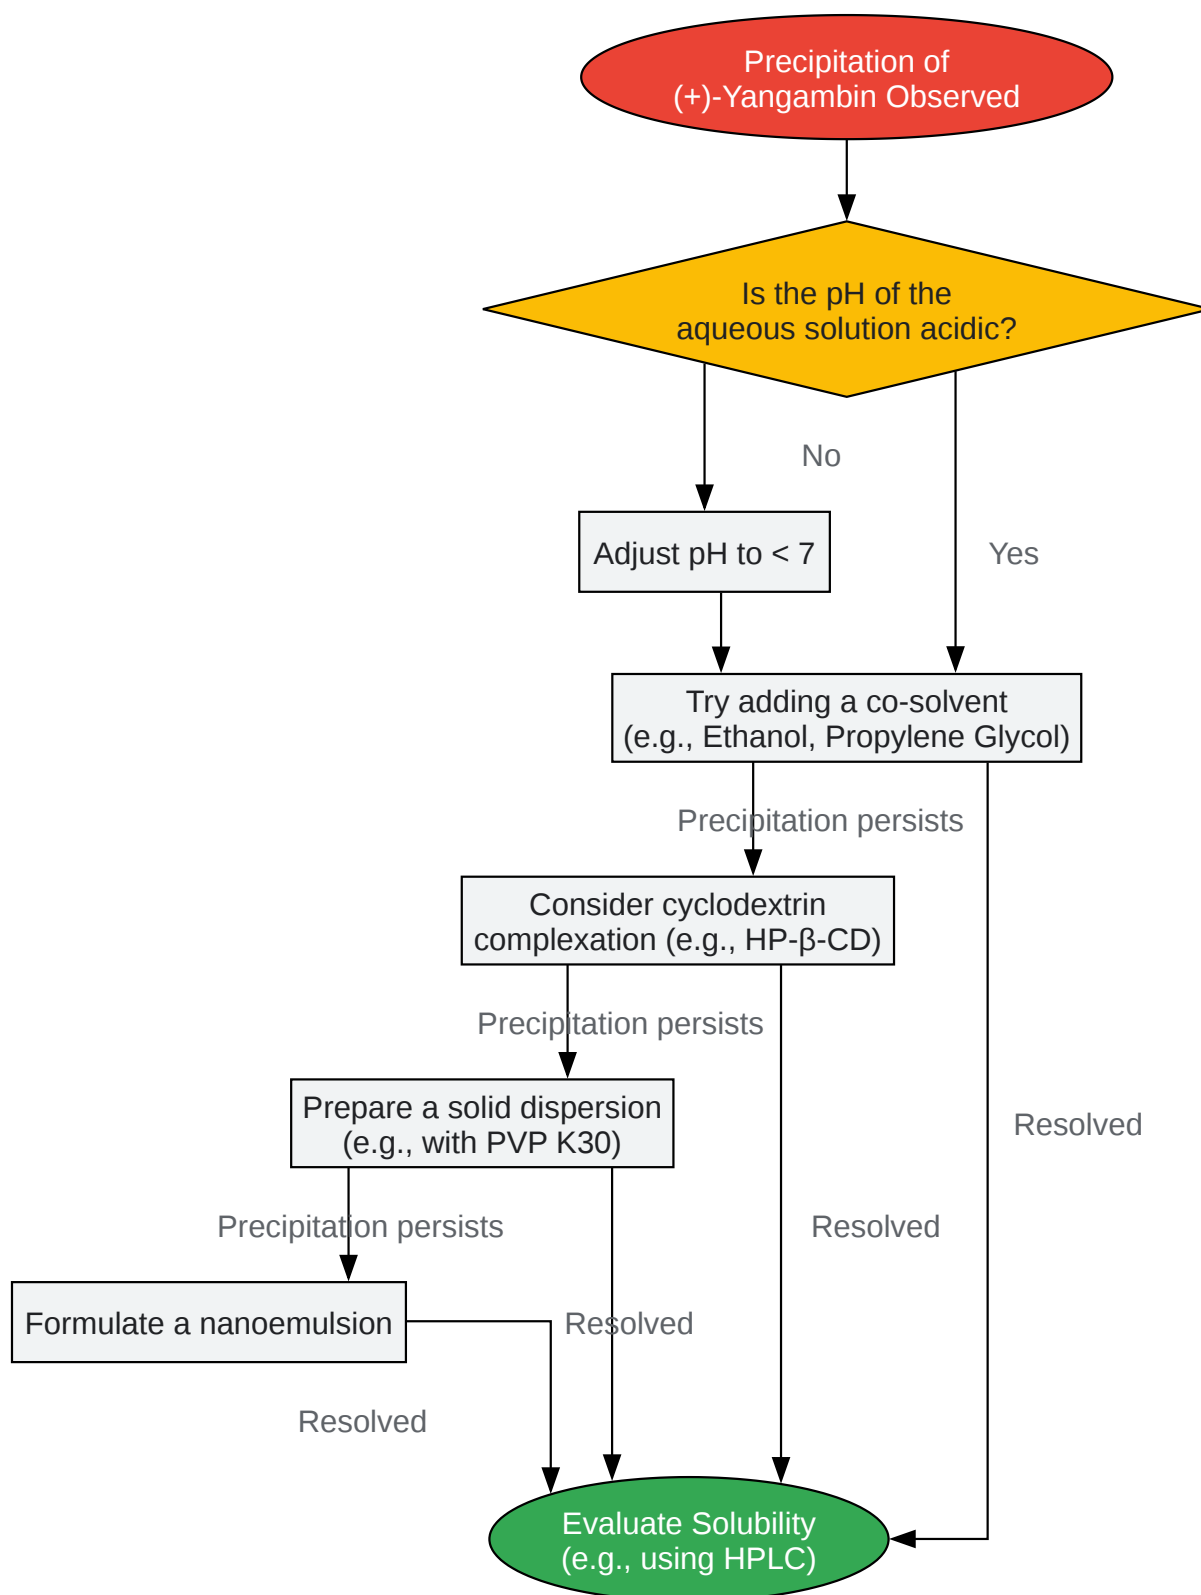 Precipitation of
(+)-Yangambin Observed
Is the pH of the
aqueous solution acidic?
No
Adjust pH to < 7
Yes
Try adding a co-solvent
(e.g., Ethanol, Propylene Glycol)
Precipitation persists
Consider cyclodextrin
complexation (e.g., HP-β-CD)
Precipitation persists
Prepare a solid dispersion
(e.g., with PVP K30)
Resolved
Precipitation persists
Resolved
Formulate a nanoemulsion
Resolved
Resolved
Evaluate Solubility
(e.g., using HPLC)